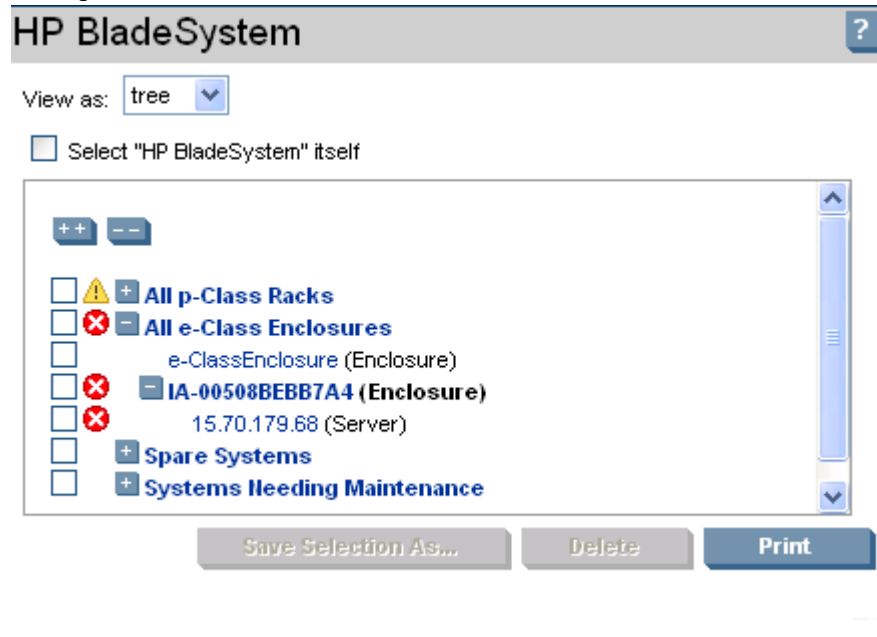 HP BladeSystem ?
View as: tree
Select "HP BladeSystem" itself
++ --
+ All p-Class Racks
- All e-Class Enclosures
e-ClassEnclosure (Enclosure)
- IA-00508BEBB7A4 (Enclosure)
15.70.179.68 (Server)
+ Spare Systems
+ Systems Needing Maintenance
Save Selection As... Delete Print